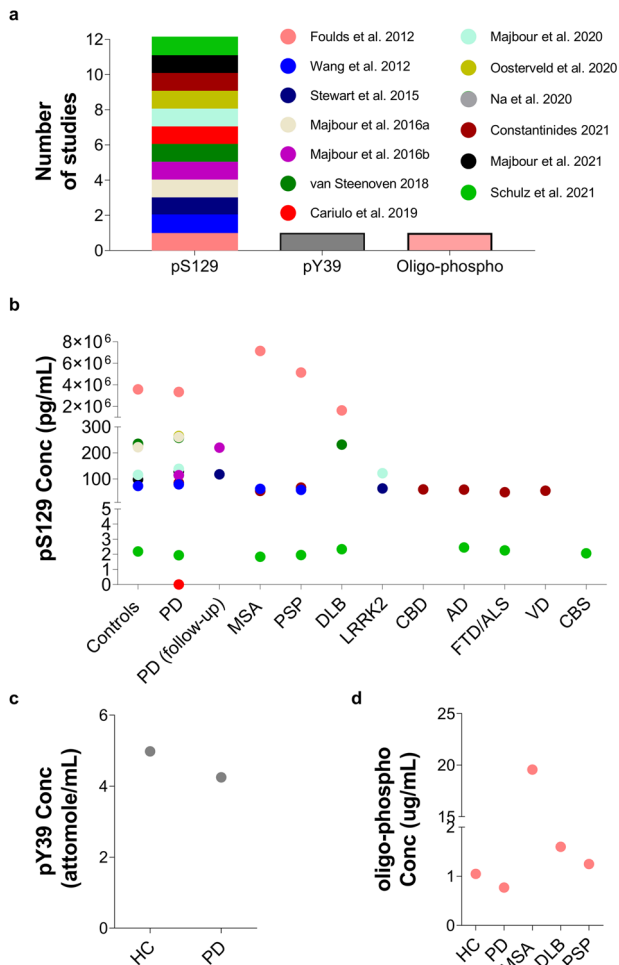 a
Number of studies
12
10
8
6
4
2
0
pS129
pY39
Oligo-phospho
Foulds et al. 2012
Wang et al. 2012
Stewart et al. 2015
Majbour et al. 2016a
Majbour et al. 2016b
van Steenoven 2018
Cariulo et al. 2019
Majbour et al. 2020
Oosterveld et al. 2020
Na et al. 2020
Constantinides 2021
Majbour et al. 2021
Schulz et al. 2021
b
pS129 Conc (pg/mL)
8×10⁶
6×10⁶
4×10⁶
2×10⁶
300
200
100
5
4
3
2
1
0
Controls
PD
PD (follow-up)
MSA
PSP
DLB
LRRK2
CBD
AD
FTD/ALS
VD
CBS
c
pY39 Conc
(attomole/mL)
6
4
2
0
HC
PD
d
oligo-phospho
Conc (ug/mL)
25
20
15
2
1
0
HC
PD
MSA
DLB
PSP